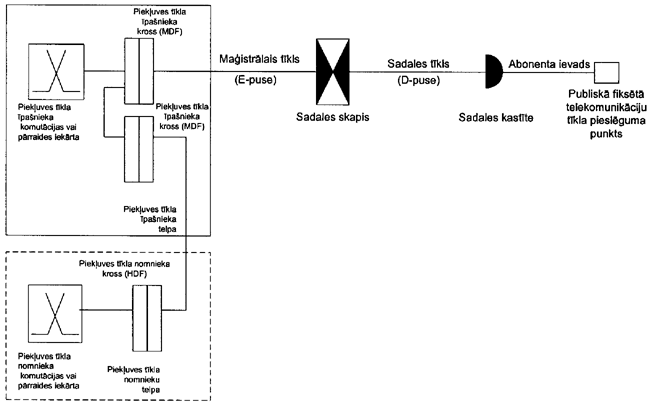 Piekļuves tīkla
īpašnieka
kross (MDF)
Maģistrālais tīkls
(E-puse)
Sadales tīkls
(D-puse)
Abonenta ievads
Piekļuves tīkla
īpašnieka
komutācijas vai
pārraides iekārta
Piekļuves tīkla
īpašnieka
kross (MDF)
Sadales skapis
Sadales kastīte
Publiskā fiksētā
telekomunikāciju
tīkla pieslēguma
punkts
Piekļuves tīkla
īpašnieka
telpa
Piekļuves tīkla nomnieka
kross (HDF)
Piekļuves tīkla
nomnieka
komutācijas vai
pārraides iekārta
Piekļuves tīkla
nomnieku
telpa